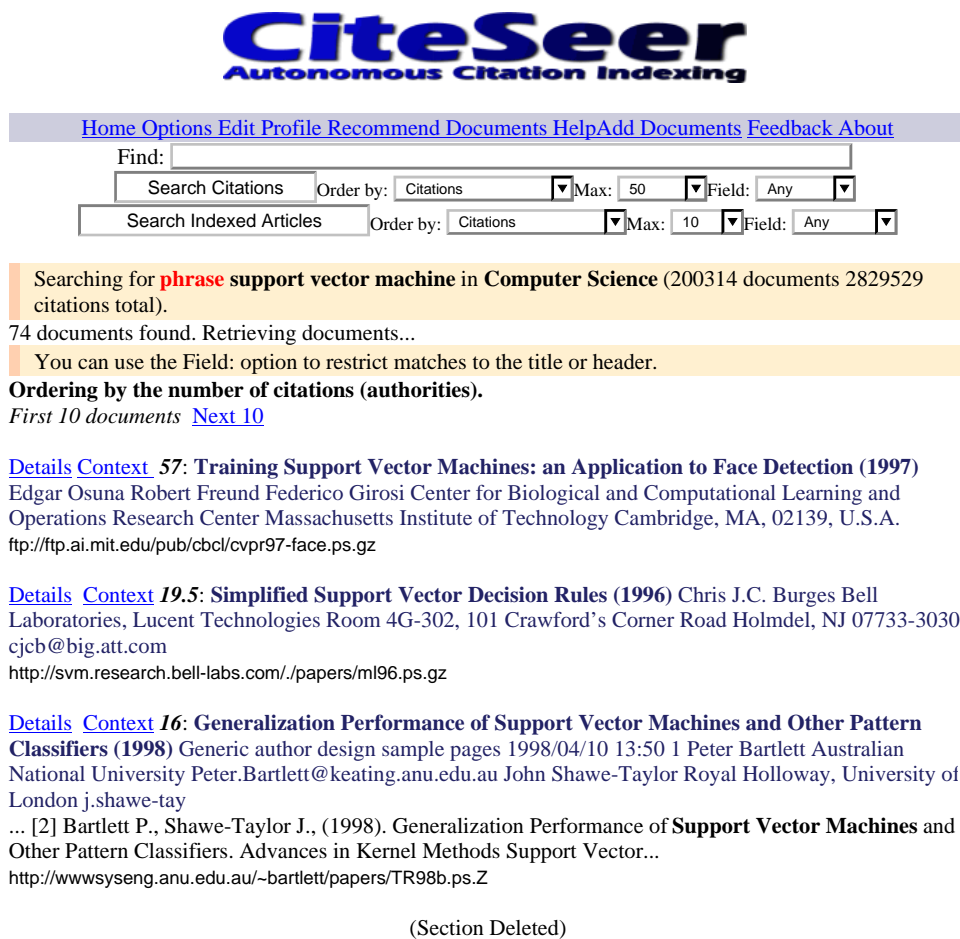 CiteSeer
Autonomous Citation Indexing
Home Options Edit Profile Recommend Documents HelpAdd Documents Feedback About
Find:
Search Citations Order by: Citations Max: 50 Field: Any
Search Indexed Articles Order by: Citations Max: 10 Field: Any
Searching for phrase support vector machine in Computer Science (200314 documents 2829529
citations total).
74 documents found. Retrieving documents...
You can use the Field: option to restrict matches to the title or header.
Ordering by the number of citations (authorities).
First 10 documents Next 10
Details Context 57: Training Support Vector Machines: an Application to Face Detection (1997)
Edgar Osuna Robert Freund Federico Girosi Center for Biological and Computational Learning and
Operations Research Center Massachusetts Institute of Technology Cambridge, MA, 02139, U.S.A.
ftp://ftp.ai.mit.edu/pub/cbcl/cvpr97-face.ps.gz
Details Context 19.5: Simplified Support Vector Decision Rules (1996) Chris J.C. Burges Bell
Laboratories, Lucent Technologies Room 4G-302, 101 Crawford's Corner Road Holmdel, NJ 07733-3030
cjcb@big.att.com
http://svm.research.bell-labs.com/./papers/ml96.ps.gz
Details Context 16: Generalization Performance of Support Vector Machines and Other Pattern
Classifiers (1998) Generic author design sample pages 1998/04/10 13:50 1 Peter Bartlett Australian
National University Peter.Bartlett@keating.anu.edu.au John Shawe-Taylor Royal Holloway, University of
London j.shawe-tay
... [2] Bartlett P., Shawe-Taylor J., (1998). Generalization Performance of Support Vector Machines and
Other Pattern Classifiers. Advances in Kernel Methods Support Vector...
http://wwwsyseng.anu.edu.au/~bartlett/papers/TR98b.ps.Z
(Section Deleted)